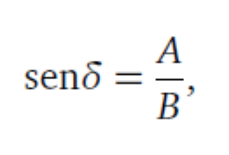 senδ = A/B,